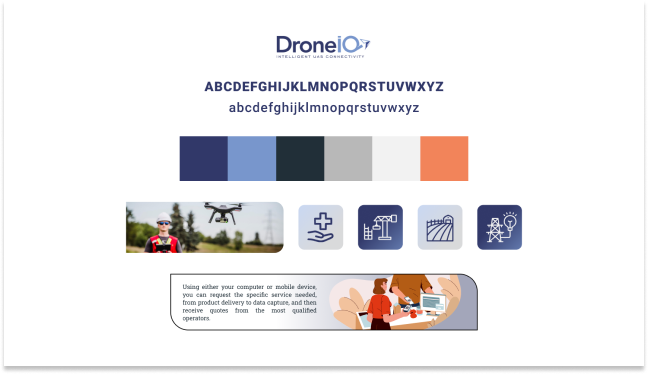 DroneIO
INTELLIGENT UAS CONNECTIVITY
ABCDEFGHIJKLMNOPQRSTUVWXYZ
abcdefghijklmnopqrstuvwxyz
Using either your computer or mobile device,
you can request the specific service needed,
from product delivery to data capture, and then
receive quotes from the most qualified
operators.